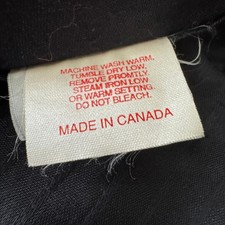 MACHINE WASH WARM,
TUMBLE DRY LOW,
REMOVE PROMTLY.
STEAM IRON LOW
OR WARM SETTING.
DO NOT BLEACH.
MADE IN CANADA